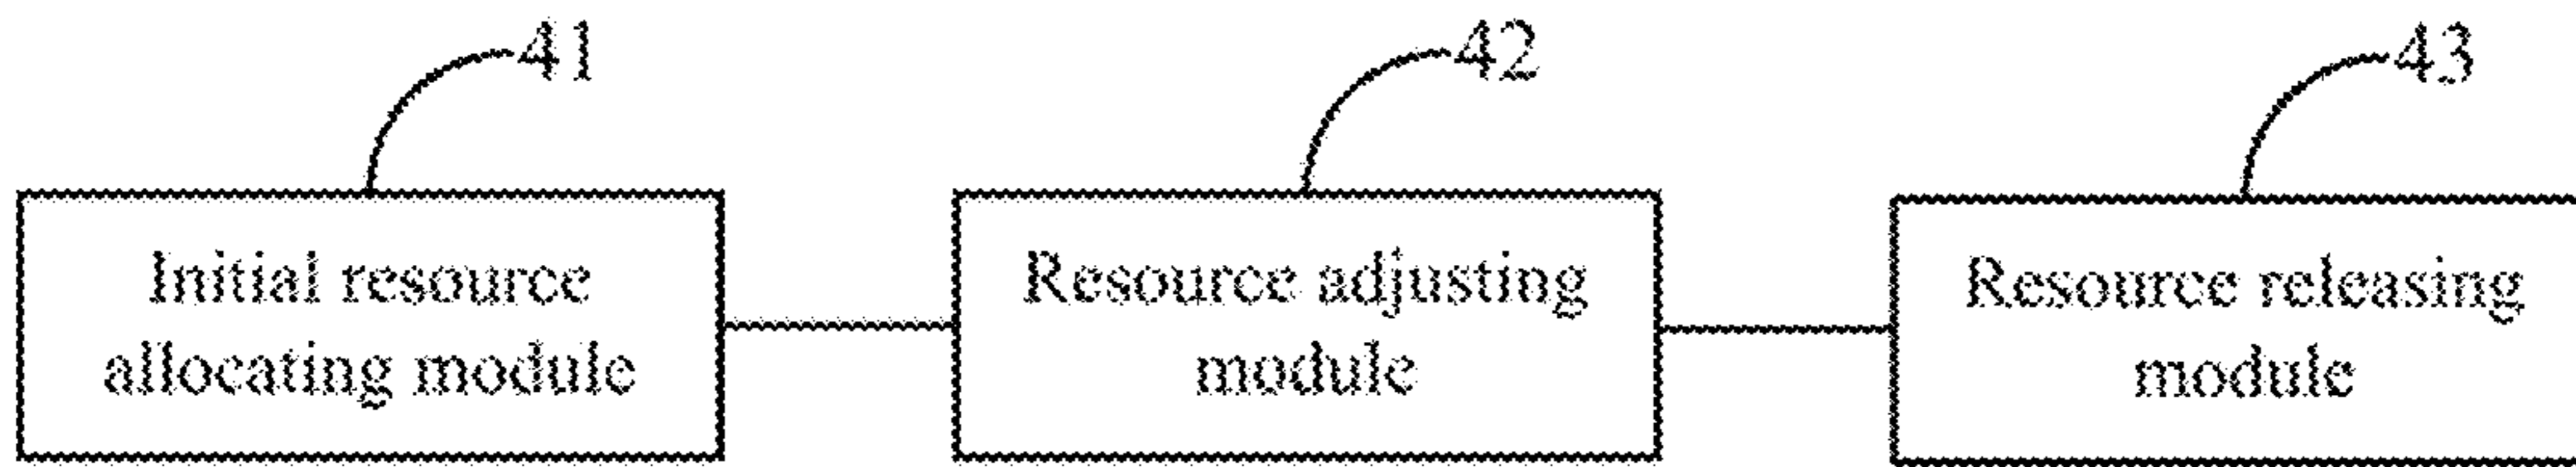 41
42
43
Initial resource
allocating module
Resource adjusting
module
Resource releasing
module